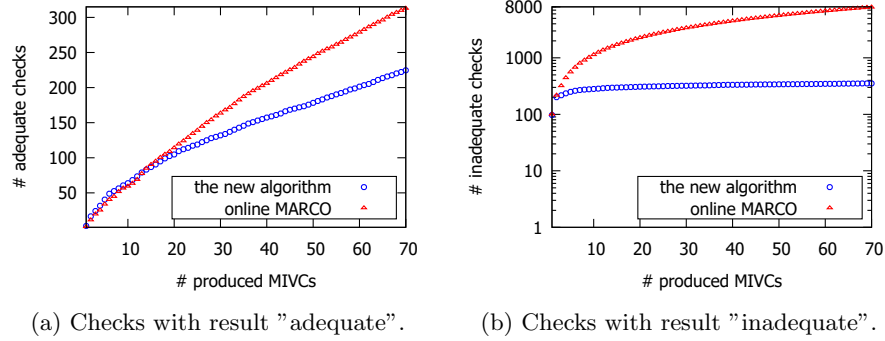 300
250
200
150
100
50
# adequate checks
the new algorithm
online MARCO
10 20 30 40 50 60 70
# produced MIVCs
(a) Checks with result "adequate".
8000
1000
100
10
1
# inadequate checks
the new algorithm
online MARCO
10 20 30 40 50 60 70
# produced MIVCs
(b) Checks with result "inadequate".